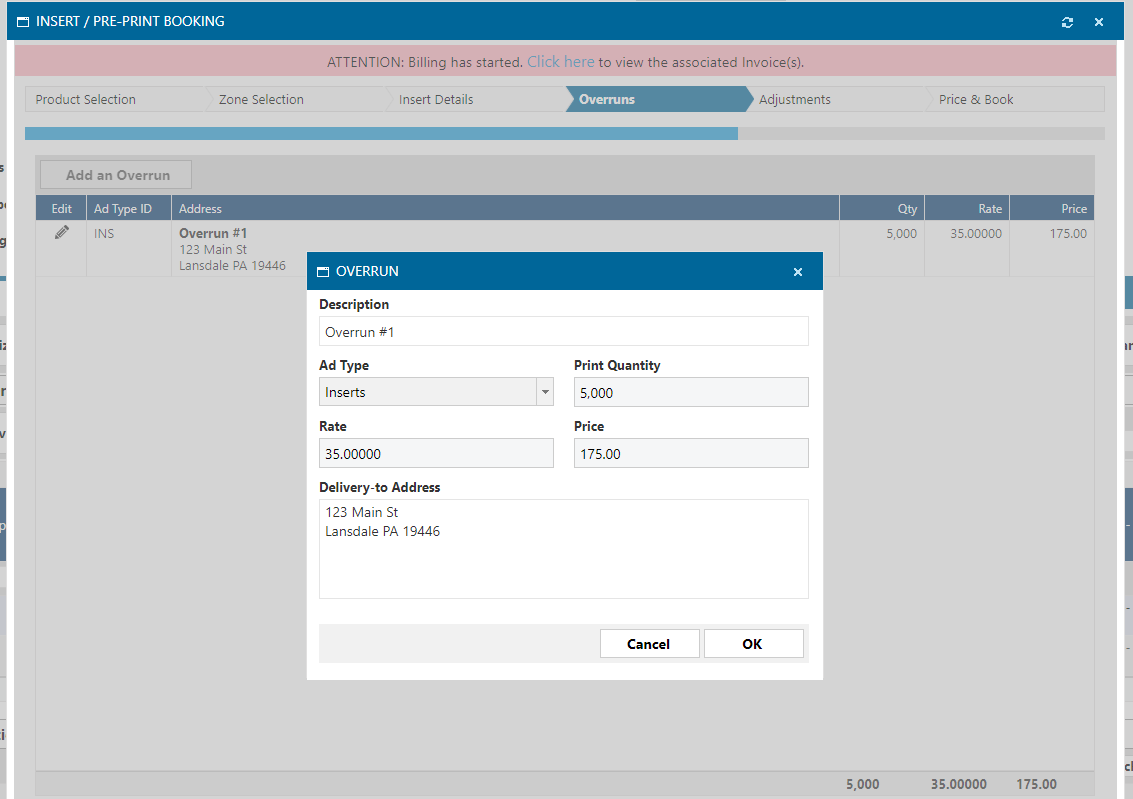 INSERT / PRE-PRINT BOOKING
ATTENTION: Billing has started. Click here to view the associated Invoice(s).
Product Selection
Zone Selection
Insert Details
Overruns
Adjustments
Price & Book
Add an Overrun
Edit
Ad Type ID
Address
Qty
Rate
Price
INS
Overrun #1
123 Main St
Lansdale PA 19446
5,000
35.00000
175.00
OVERRUN
Description
Overrun #1
Ad Type
Print Quantity
Inserts
5,000
Rate
Price
35.00000
175.00
Delivery-to Address
123 Main St
Lansdale PA 19446
Cancel
OK
5,000
35.00000
175.00